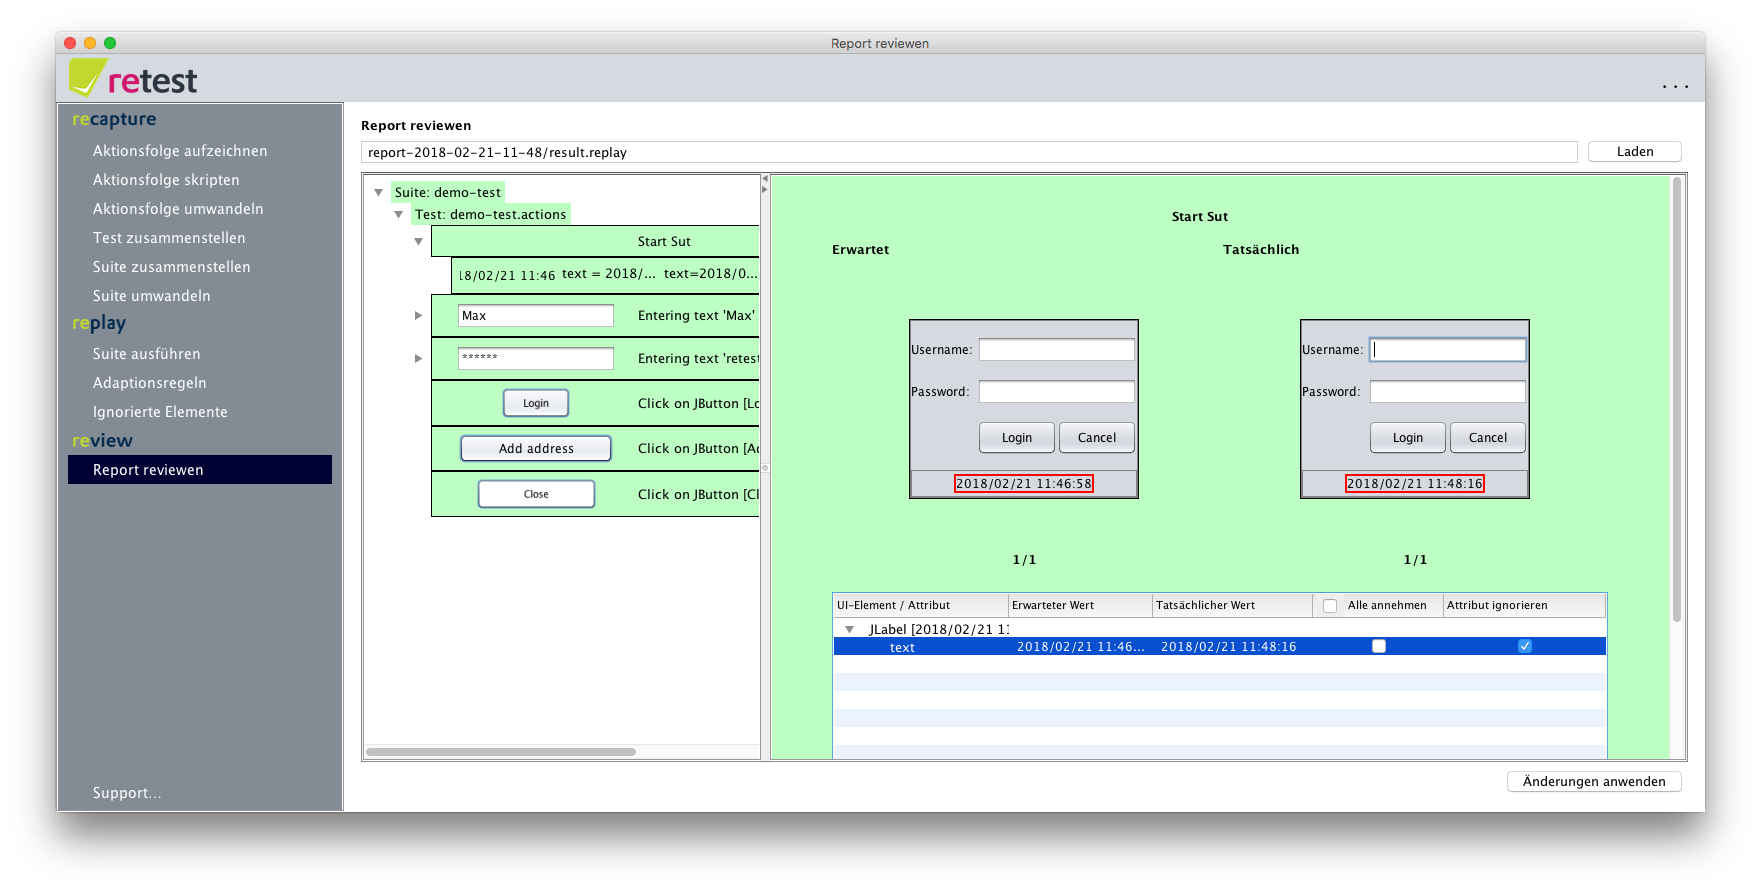 Report reviewen
retest
...
recapture
Aktionsfolge aufzeichnen
Aktionsfolge skripten
Aktionsfolge umwandeln
Test zusammenstellen
Suite zusammenstellen
Suite umwandeln
replay
Suite ausführen
Adaptionsregeln
Ignorierte Elemente
review
Report reviewen
Support...
Report reviewen
report-2018-02-21-11-48/result.replay
Laden
Suite: demo-test
Test: demo-test.actions
Start Sut
18/02/21 11:46 text = 2018/... text=2018/0...
Max Entering text 'Max'
****** Entering text 'retest
Login Click on JButton [Lo
Add address Click on JButton [Ad
Close Click on JButton [Cl
Start Sut
Erwartet Tatsächlich
Username: Username:
Password: Password:
Login Cancel Login Cancel
2018/02/21 11:46:58 2018/02/21 11:48:16
1/1 1/1
UI-Element / Attribut Erwarteter Wert Tatsächlicher Wert Alle annehmen Attribut ignorieren
JLabel [2018/02/21 11
text 2018/02/21 11:46... 2018/02/21 11:48:16
Änderungen anwenden